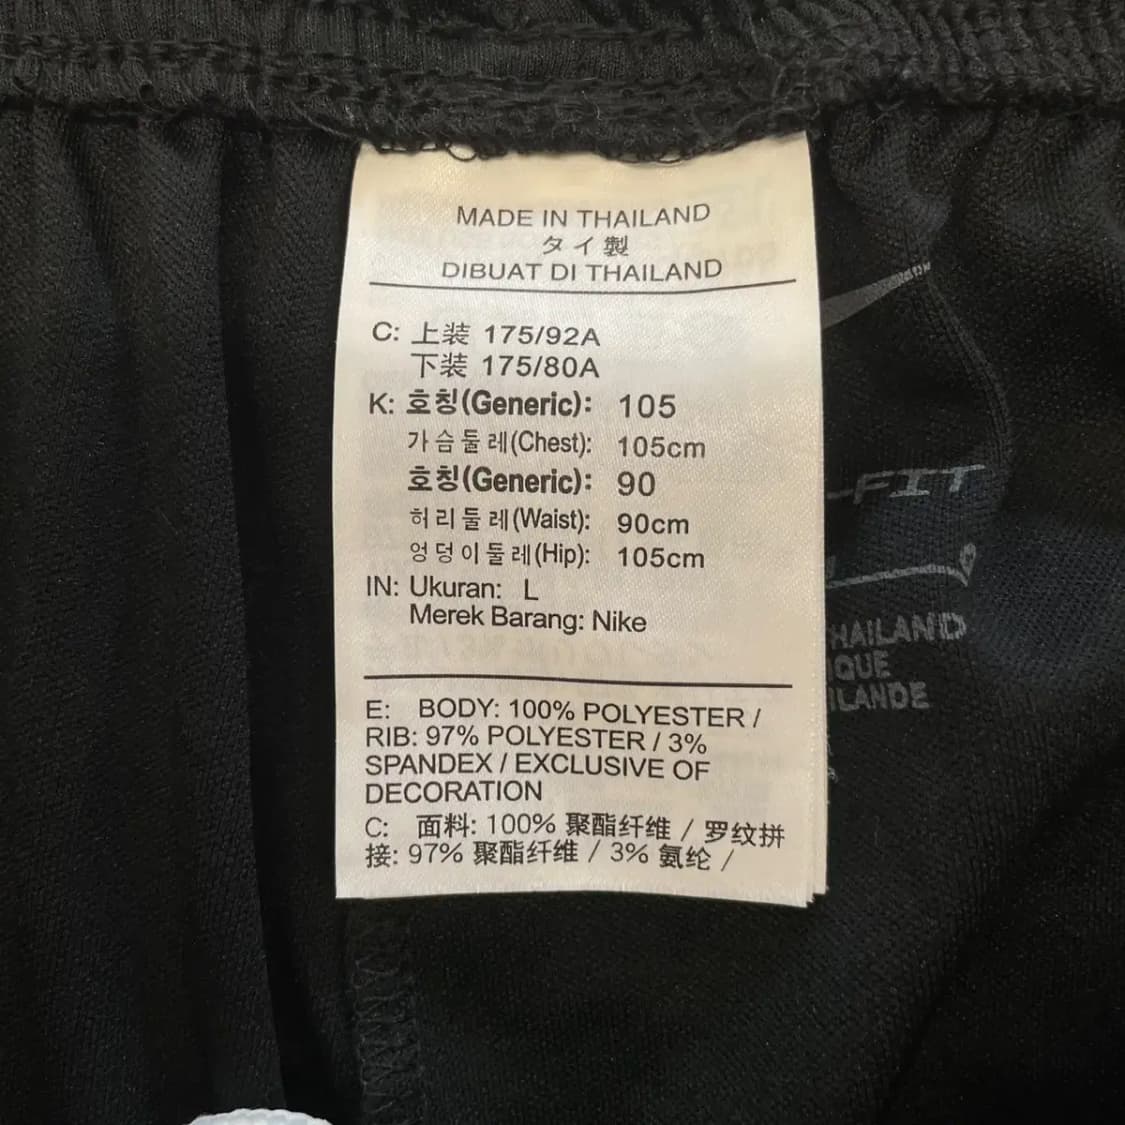 MADE IN THAILAND
タイ製
DIBUAT DI THAILAND
C: 上装 175/92A
下装 175/80A
K: 호칭(Generic): 105
가슴둘레(Chest): 105cm
호칭(Generic): 90
허리둘레(Waist): 90cm
엉덩이둘레(Hip): 105cm
IN: Ukuran: L
Merek Barang: Nike
E: BODY: 100% POLYESTER /
RIB: 97% POLYESTER / 3%
SPANDEX / EXCLUSIVE OF
DECORATION
C: 面料: 100% 聚酯纤维 / 罗纹拼
接: 97% 聚酯纤维 / 3% 氨纶 /
-FIT
HAILAND
IQUE
ILANDE